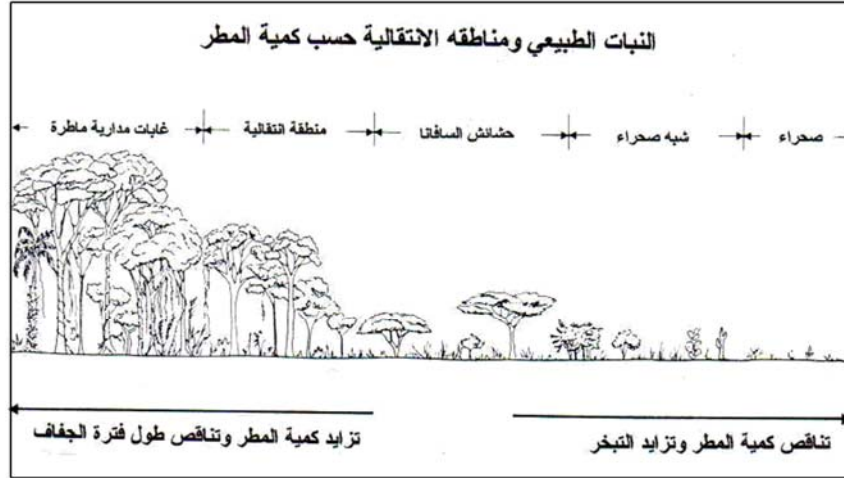 النبات الطبيعي ومناطقه الانتقالية حسب كمية المطر
صحراء
شبه صحراء
حشائش السافانا
منطقة انتقالية
غابات مدارية ماطرة
تناقص كمية المطر وتزايد التبخر
تزايد كمية المطر وتناقص طول فترة الجفاف